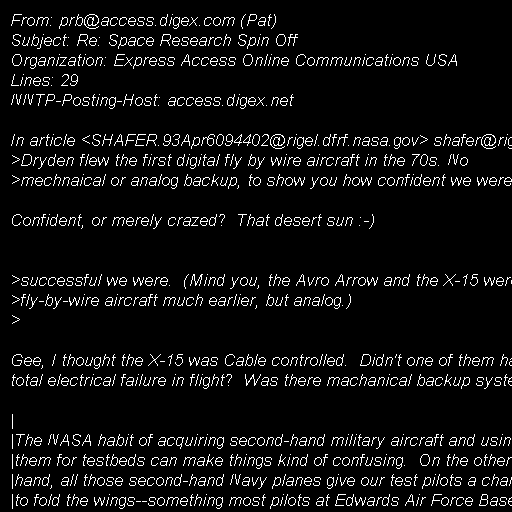 From: prb@access.digex.com (Pat)
Subject: Re: Space Research Spin Off
Organization: Express Access Online Communications USA
Lines: 29
NNTP-Posting-Host: access.digex.net
In article <SHAFER.93Apr6094402@rigel.dfrf.nasa.gov> shafer@rig
>Dryden flew the first digital fly by wire aircraft in the 70s. No
>mechnaical or analog backup, to show you how confident we were
Confident, or merely crazed?  That desert sun :-)
>successful we were.  (Mind you, the Avro Arrow and the X-15 were
>fly-by-wire aircraft much earlier, but analog.)
>
Gee, I thought the X-15 was Cable controlled.  Didn't one of them ha
total electrical failure in flight?  Was there machanical backup syste
|
|The NASA habit of acquiring second-hand military aircraft and usin
|them for testbeds can make things kind of confusing.  On the other
|hand, all those second-hand Navy planes give our test pilots a cha
|to fold the wings--something most pilots at Edwards Air Force Base